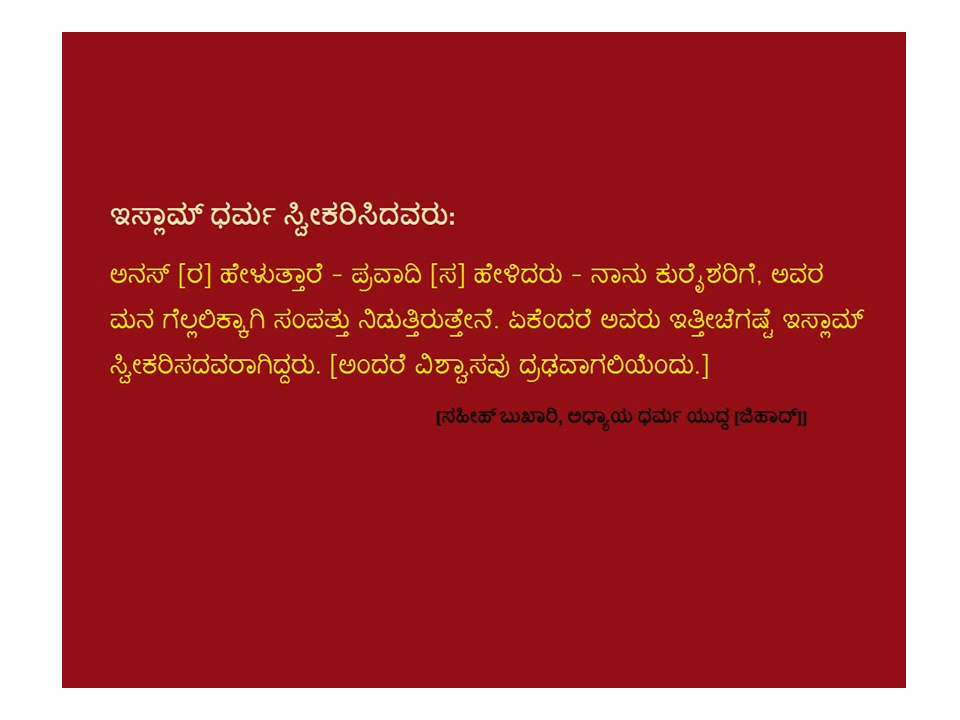 ಇಸ್ಲಾಮ್ ಧರ್ಮ ಸ್ವೀಕರಿಸಿದವರು:
ಅನಸ್ [ರ] ಹೇಳುತ್ತಾರೆ – ಪ್ರವಾದಿ [ಸ] ಹೇಳಿದರು – ನಾನು ಕುರೈಶರಿಗೆ, ಅವರ
ಮನ ಗೆಲ್ಲಲಿಕ್ಕಾಗಿ ಸಂಪತ್ತು ನಿಡುತ್ತಿರುತ್ತೇನೆ. ಏಕೆಂದರೆ ಅವರು ಇತ್ತೀಚೆಗಷ್ಟೆ ಇಸ್ಲಾಮ್
ಸ್ವೀಕರಿಸದವರಾಗಿದ್ದರು. [ಅಂದರೆ ವಿಶ್ವಾಸವು ದ್ರಢವಾಗಲಿಯೆಂದು.]
[ಸಹೀಹ್ ಬುಖಾರಿ, ಅಧ್ಯಾಯ ಧರ್ಮ ಯುದ್ದ [ಜಿಹಾದ್]]